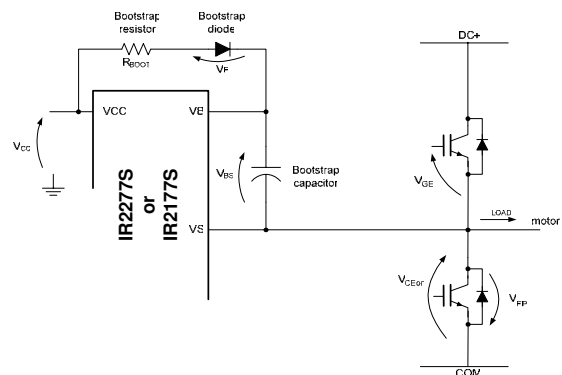 Bootstrap
resistor
Bootstrap
diode
DC+
RBOOT
VF
VCC
VB
VCC
VBS
Bootstrap
capacitor
IR2277S
or
IR2177S
VGE
VS
LOAD
motor
VCEon
VFP
COM